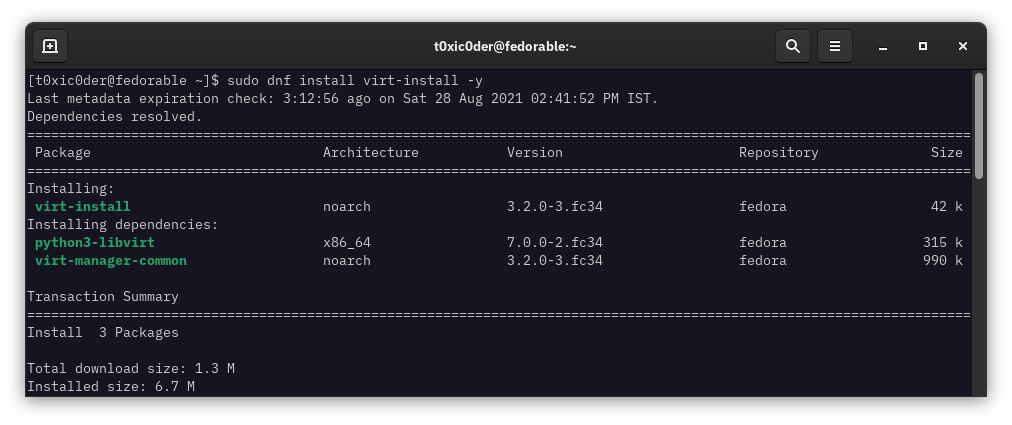 t0xic0der@fedorable:~
[t0xic0der@fedorable ~]$ sudo dnf install virt-install -y
Last metadata expiration check: 3:12:56 ago on Sat 28 Aug 2021 02:41:52 PM IST.
Dependencies resolved.
======================================================================================================================
Package Architecture Version Repository Size
======================================================================================================================
Installing:
virt-install noarch 3.2.0-3.fc34 fedora 42 k
Installing dependencies:
python3-libvirt x86_64 7.0.0-2.fc34 fedora 315 k
virt-manager-common noarch 3.2.0-3.fc34 fedora 990 k
Transaction Summary
======================================================================================================================
Install  3 Packages
Total download size: 1.3 M
Installed size: 6.7 M